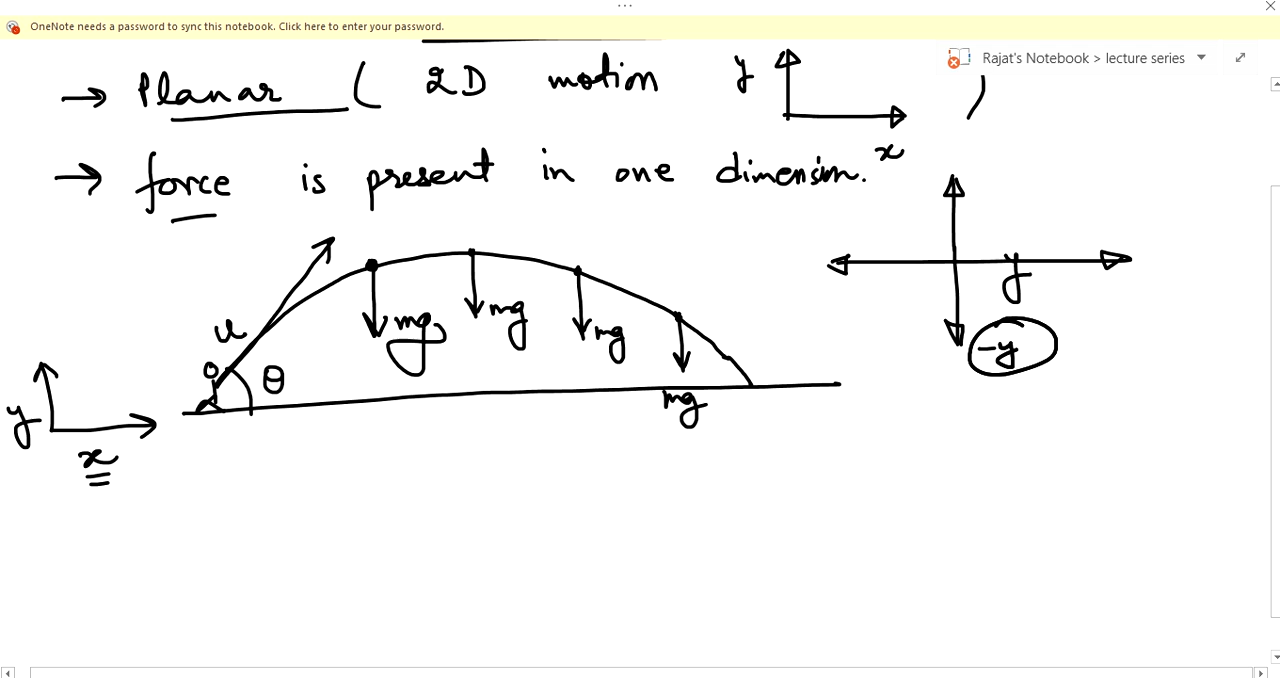 OneNote needs a password to sync this notebook. Click here to enter your password.
Rajat's Notebook > lecture series
→ Planar ( 2D motion y x )
→ force is present in one dimension.
y
-y
u
θ
mg
mg
mg
mg
y
x